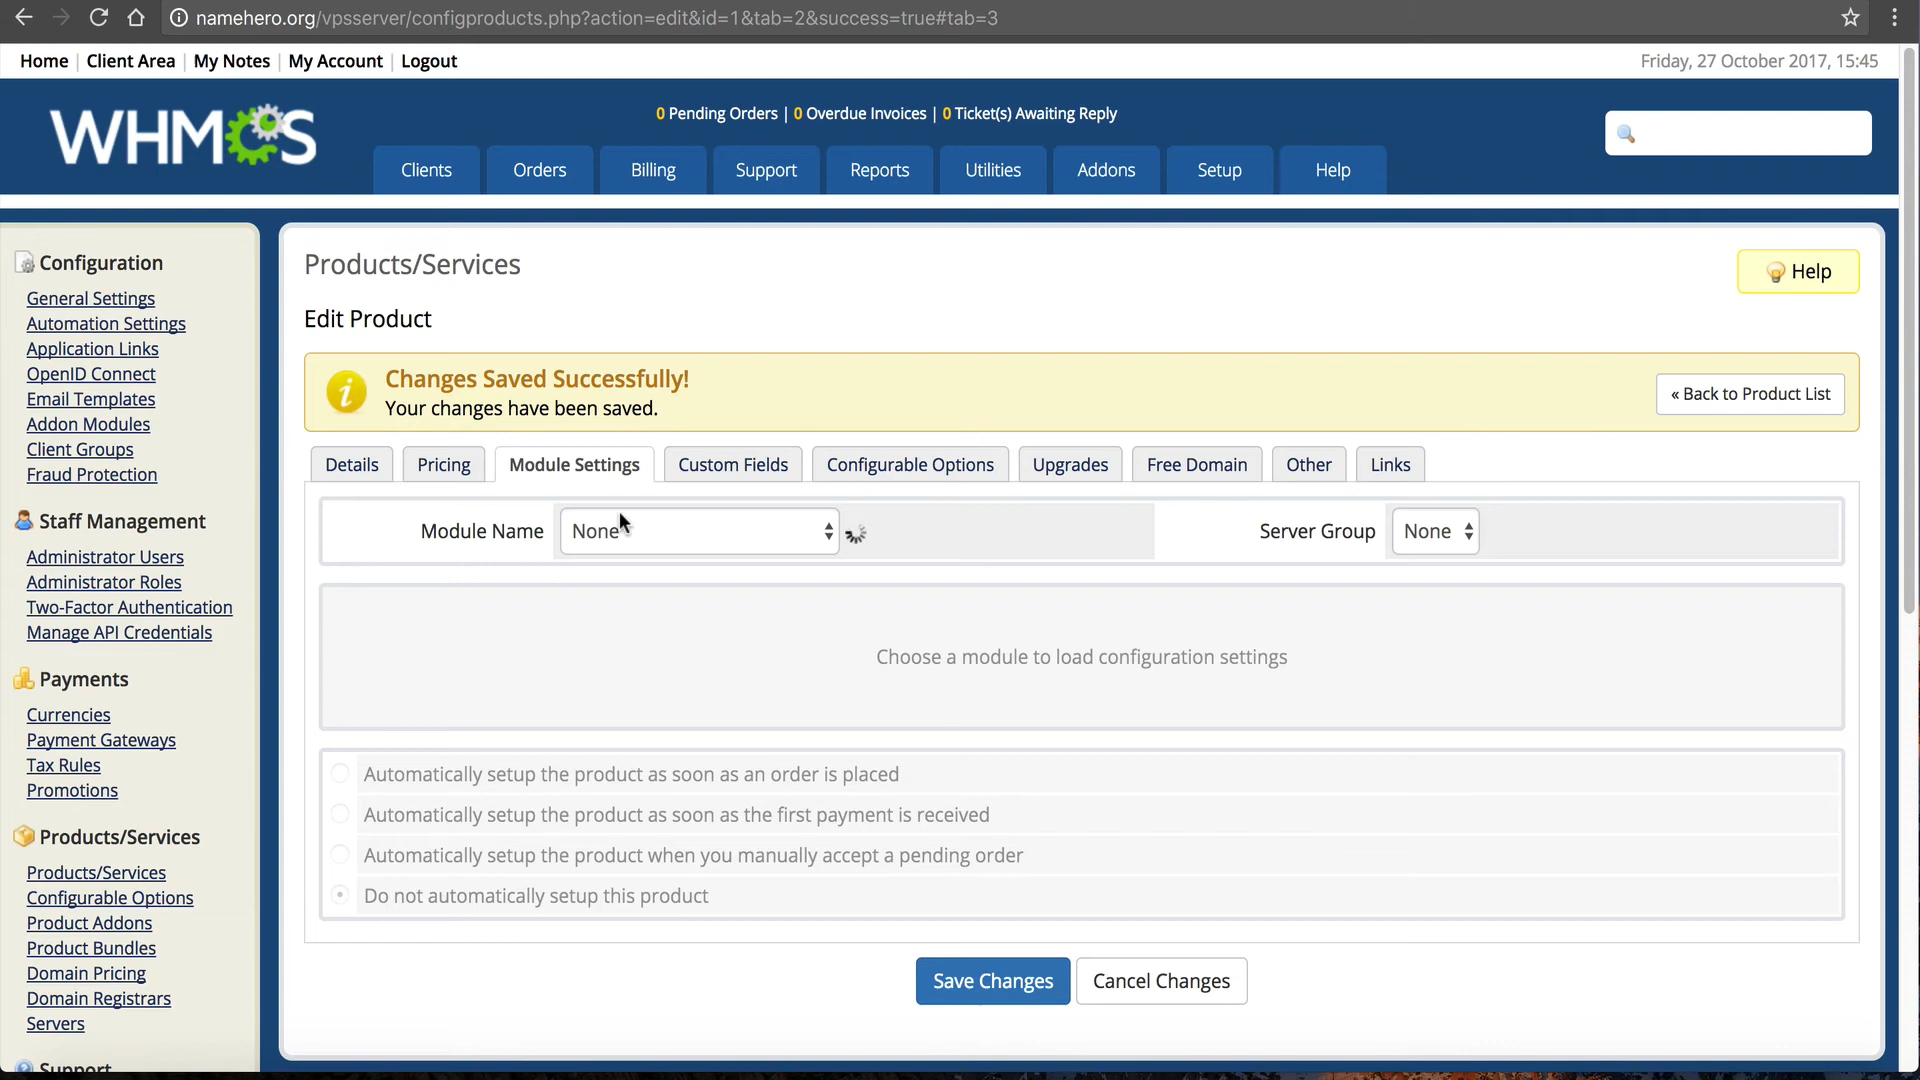 namehero.org/vpsserver/configproducts.php?action=edit&id=1&tab=2&success=true#tab=3
Home | Client Area | My Notes | My Account | Logout
Friday, 27 October 2017, 15:45
WHMCS
0 Pending Orders | 0 Overdue Invoices | 0 Ticket(s) Awaiting Reply
Clients Orders Billing Support Reports Utilities Addons Setup Help
Configuration
General Settings
Automation Settings
Application Links
OpenID Connect
Email Templates
Addon Modules
Client Groups
Fraud Protection
Staff Management
Administrator Users
Administrator Roles
Two-Factor Authentication
Manage API Credentials
Payments
Currencies
Payment Gateways
Tax Rules
Promotions
Products/Services
Products/Services
Configurable Options
Product Addons
Product Bundles
Domain Pricing
Domain Registrars
Servers
Support
Products/Services
Help
Edit Product
Changes Saved Successfully!
Your changes have been saved.
« Back to Product List
Details Pricing Module Settings Custom Fields Configurable Options Upgrades Free Domain Other Links
Module Name None Server Group None
Choose a module to load configuration settings
Automatically setup the product as soon as an order is placed
Automatically setup the product as soon as the first payment is received
Automatically setup the product when you manually accept a pending order
Do not automatically setup this product
Save Changes Cancel Changes